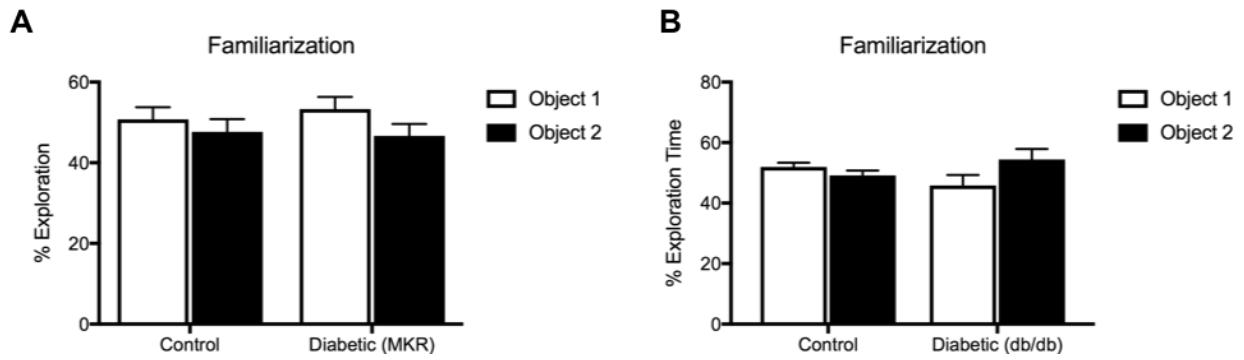 A
Familiarization
60
40
20
0
% Exploration
Control
Diabetic (MKR)
Object 1
Object 2
B
Familiarization
80
60
40
20
0
% Exploration Time
Control
Diabetic (db/db)
Object 1
Object 2